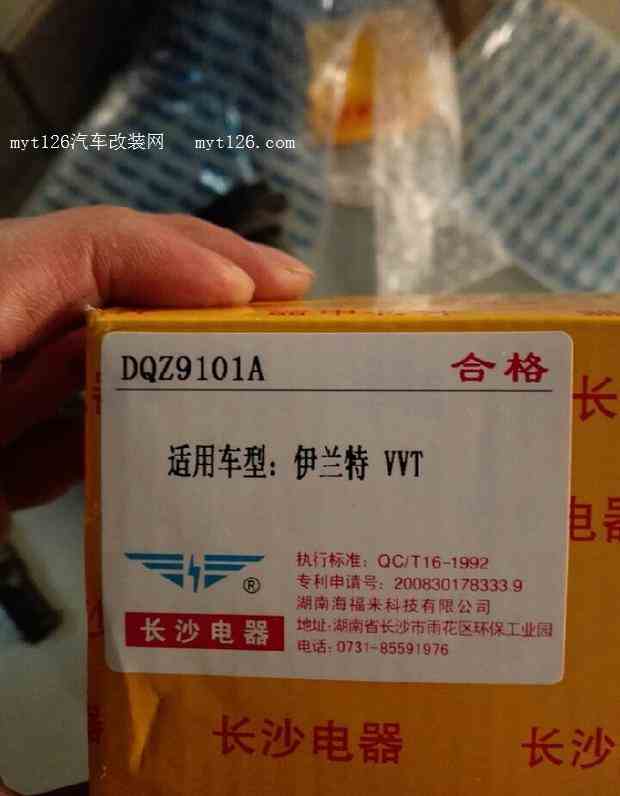 myt126汽车改装网 myt126.com
DQZ9101A 合格
适用车型：伊兰特 VVT
执行标准：QC/T16-1992
专利申请号：200830178333.9
湖南海福来科技有限公司
地址：湖南省长沙市雨花区环保工业园
电话：0731-85591976
®
长沙电器
长
电器
长沙电器
长沙